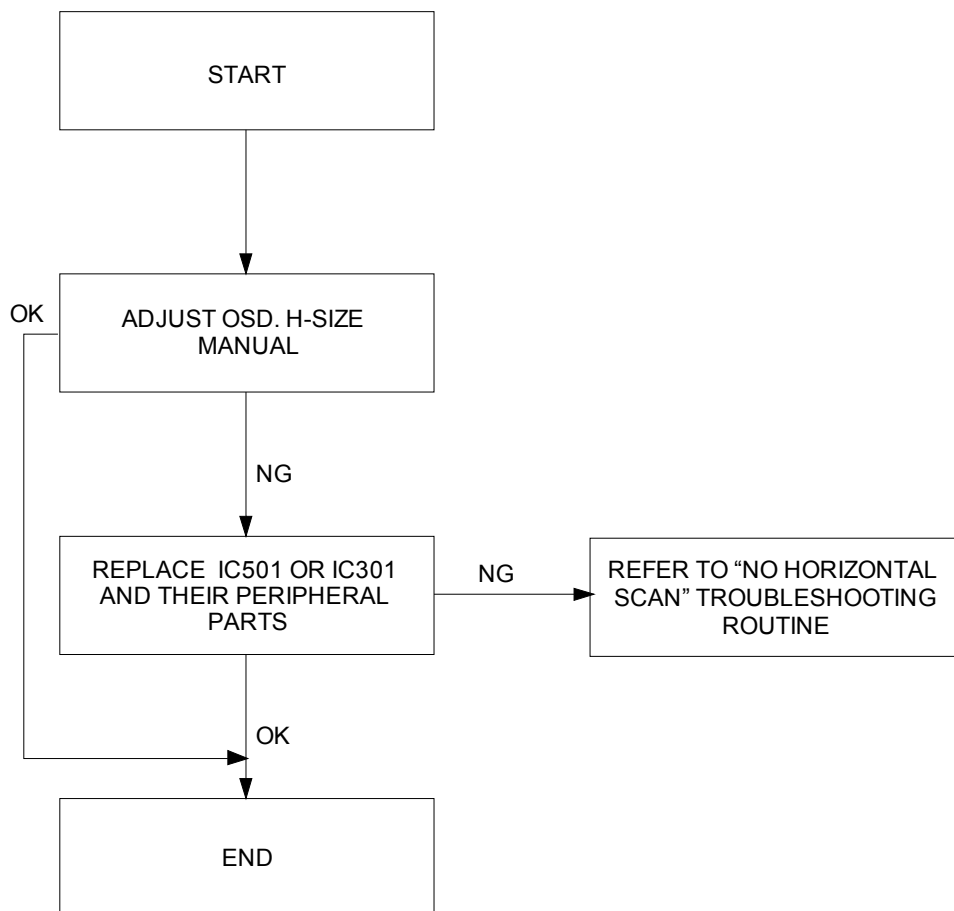 START
OK
ADJUST OSD. H-SIZE
MANUAL
NG
REPLACE IC501 OR IC301
AND THEIR PERIPHERAL
PARTS
NG
REFER TO “NO HORIZONTAL
SCAN” TROUBLESHOOTING
ROUTINE
OK
END